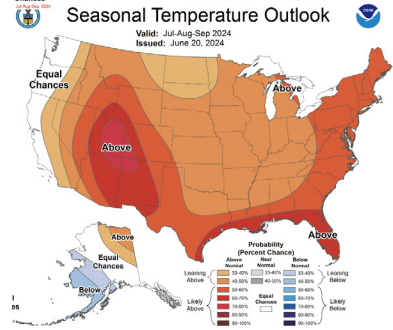 Jul-Aug-Sep 2024
Seasonal Temperature Outlook
Valid: Jul-Aug-Sep 2024
Issued: June 20, 2024
Equal
Chances
Above
Above
Above
Above
Equal
Chances
Below
Probability
(Percent Chance)
Above
Normal
Near
Normal
Below
Normal
Leaning
Above
33-40%
40-50%
33-40%
40-50%
33-40%
40-50%
Leaning
Below
Likely
Above
50-60%
60-70%
70-80%
80-90%
90-100%
Equal
Chances
50-60%
60-70%
70-80%
80-90%
90-100%
Likely
Below